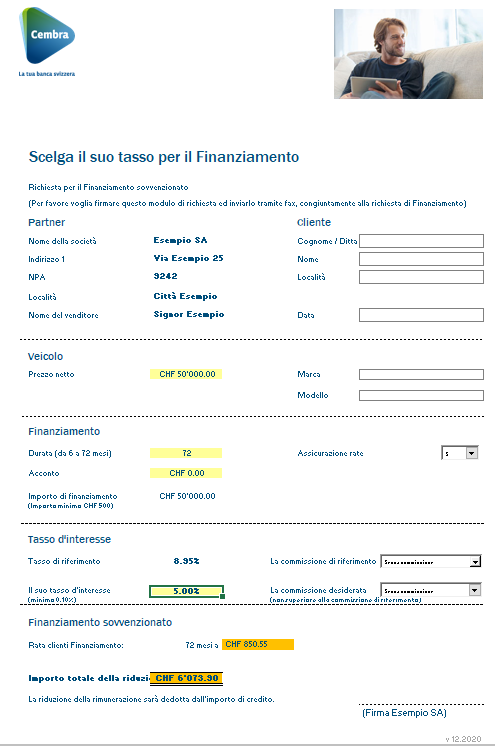 Cembra
La tua banca svizzera
Scelga il suo tasso per il Finanziamento
Richiesta per il Finanziamento sovvenzionato
(Per favore voglia firmare questo modulo di richiesta ed inviarlo tramite fax, congiuntamente alla richiesta di Finanziamento)
Partner Cliente
Nome della società Esempio SA Cognome / Ditta
Indirizzo 1 Via Esempio 25 Nome
NPA 9242 Località
Località Città Esempio
Nome del venditore Signor Esempio Data
Veicolo
Prezzo netto CHF 50'000.00 Marca
Modello
Finanziamento
Durata (da 6 a 72 mesi) 72 Assicurazione rate
Acconto CHF 0.00
Importo di finanziamento CHF 50'000.00
(Importo minimo CHF 500)
Tasso d'interesse
Tasso di riferimento 8.95% La commissione di riferimento Senza commissione
Il suo tasso d'interesse 5.00% La commissione desiderata Senza commissione
(minimo 0.10%) (non superiore alla commissione di riferimento)
Finanziamento sovvenzionato
Rata clienti Finanziamento: 72 mesi a CHF 850.55
Importo totale della riduzi CHF 6'073.90
La riduzione della rimunerazione sarà dedotta dall'importo di credito.
(Firma Esempio SA)
v 12.2020